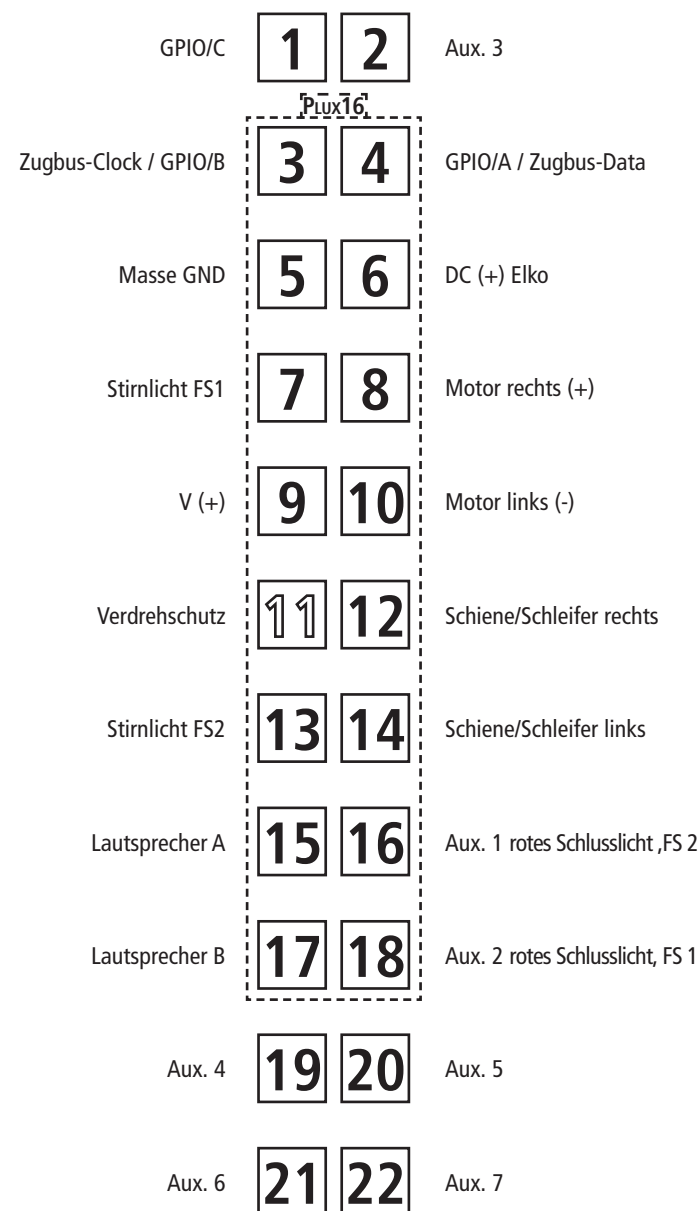 GPIO/C 1 2 Aux. 3
PLUX16
Zugbus-Clock / GPIO/B 3 4 GPIO/A / Zugbus-Data
Masse GND 5 6 DC (+) Elko
Stirnlicht FS1 7 8 Motor rechts (+)
V (+) 9 10 Motor links (-)
Verdrehschutz 11 12 Schiene/Schleifer rechts
Stirnlicht FS2 13 14 Schiene/Schleifer links
Lautsprecher A 15 16 Aux. 1 rotes Schlusslicht ,FS 2
Lautsprecher B 17 18 Aux. 2 rotes Schlusslicht, FS 1
Aux. 4 19 20 Aux. 5
Aux. 6 21 22 Aux. 7